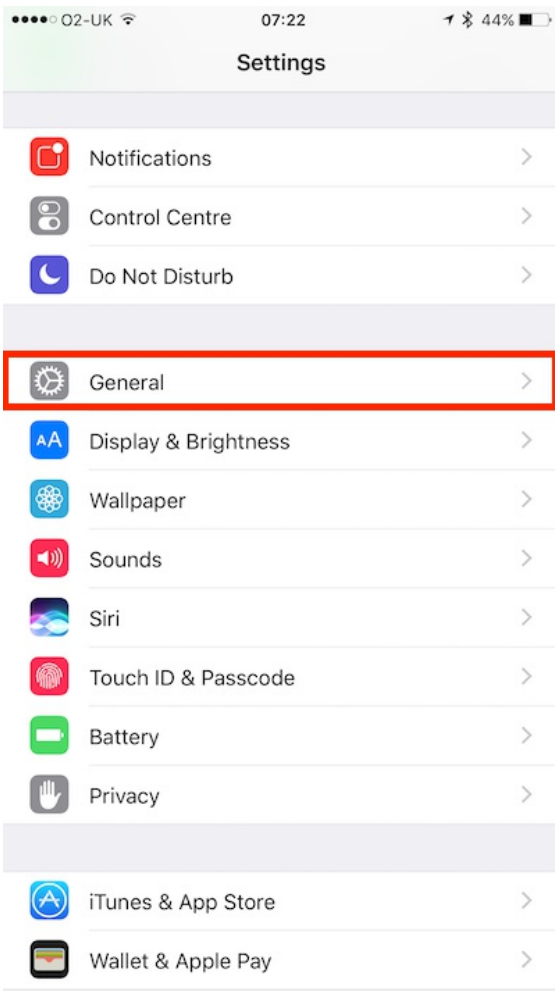 O2-UK 07:22 44%
Settings
Notifications
Control Centre
Do Not Disturb
General
AA Display & Brightness
Wallpaper
Sounds
Siri
Touch ID & Passcode
Battery
Privacy
iTunes & App Store
Wallet & Apple Pay